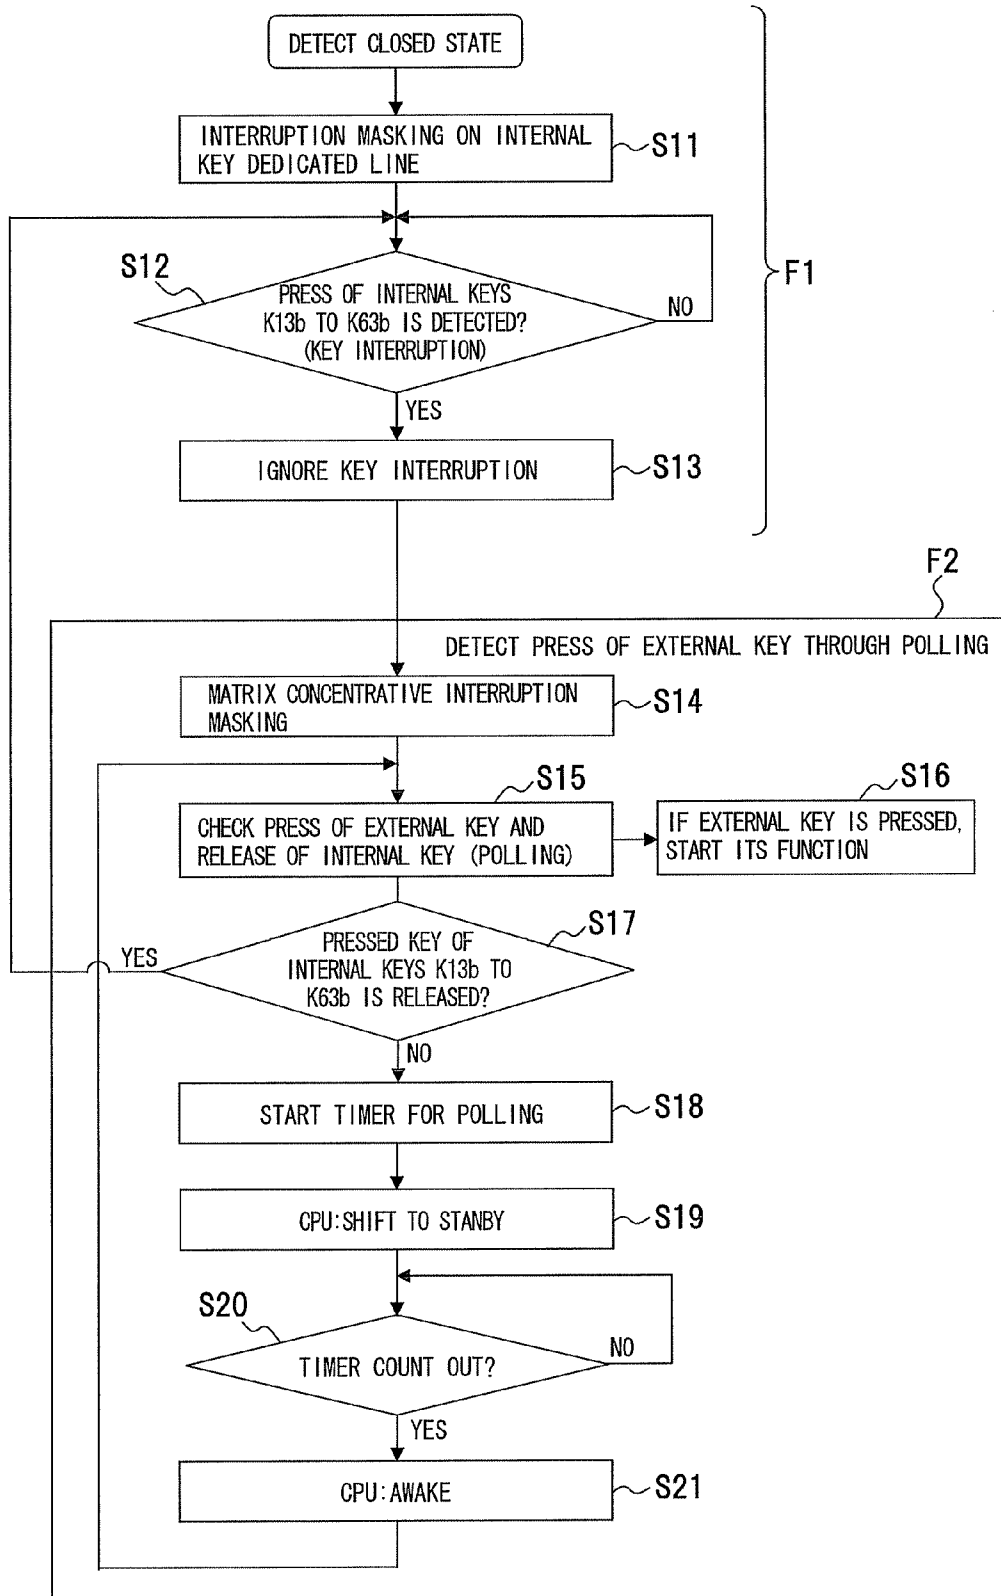 DETECT CLOSED STATE
INTERRUPTION MASKING ON INTERNAL
KEY DEDICATED LINE
S11
S12
PRESS OF INTERNAL KEYS
K13b TO K63b IS DETECTED?
(KEY INTERRUPTION)
NO
F1
YES
IGNORE KEY INTERRUPTION
S13
F2
DETECT PRESS OF EXTERNAL KEY THROUGH POLLING
MATRIX CONCENTRATIVE INTERRUPTION
MASKING
S14
S15
CHECK PRESS OF EXTERNAL KEY AND
RELEASE OF INTERNAL KEY (POLLING)
S16
IF EXTERNAL KEY IS PRESSED,
START ITS FUNCTION
S17
YES
PRESSED KEY OF
INTERNAL KEYS K13b TO
K63b IS RELEASED?
NO
START TIMER FOR POLLING
S18
CPU:SHIFT TO STANBY
S19
S20
TIMER COUNT OUT?
NO
YES
CPU:AWAKE
S21